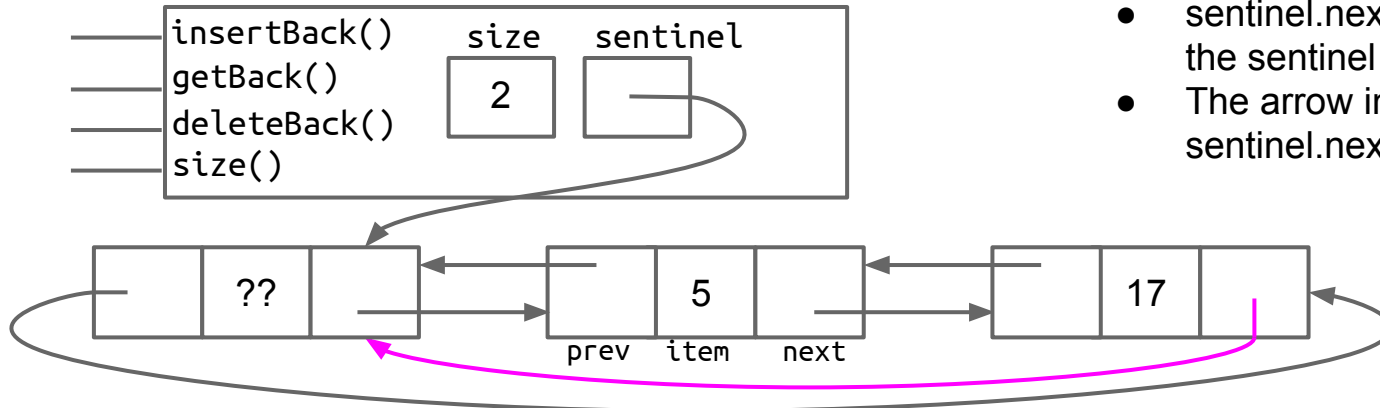 insertBack()
getBack()
deleteBack()
size()
size
sentinel
2
● sentinel.nex
the sentinel
● The arrow i
sentinel.nex
??
5
17
prev item next